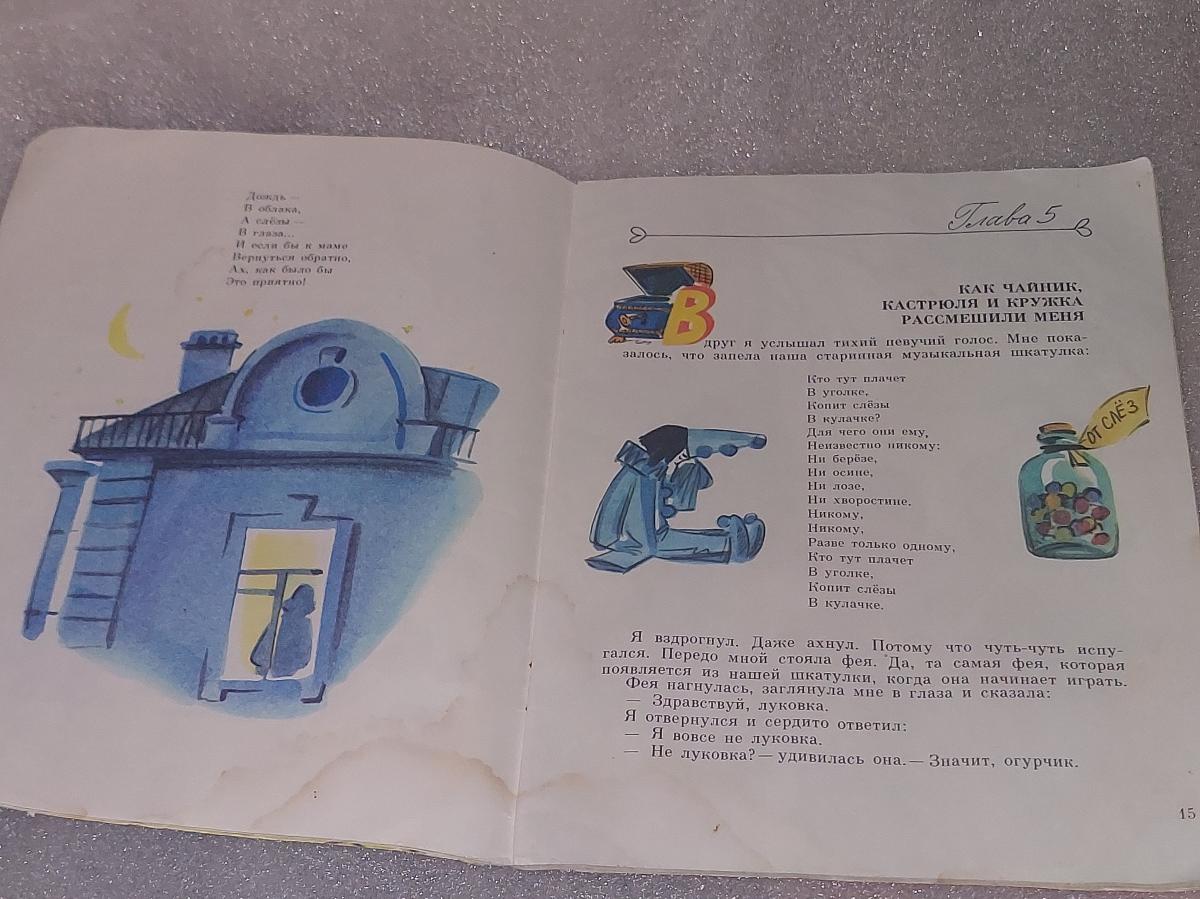 Дождь —
В облака,
А слёзы —
В глаза...
И если бы к маме
Вернуться обратно,
Ах, как было бы
Это приятно!
Глава 5
КАК ЧАЙНИК,
КАСТРЮЛЯ И КРУЖКА
РАССМЕШИЛИ МЕНЯ
Вдруг я услышал тихий певучий голос. Мне пока-
залось, что запела наша старинная музыкальная шкатулка:
Кто тут плачет
В уголке,
Копит слёзы
В кулачке?
Для чего они ему,
Неизвестно никому:
Ни берёзе,
Ни осине,
Ни лозе,
Ни хворостине.
Никому,
Никому,
Разве только одному,
Кто тут плачет
В уголке,
Копит слёзы
В кулачке.
ОТ СЛЁЗ
Я вздрогнул. Даже ахнул. Потому что чуть-чуть испу-
гался. Передо мной стояла фея. Да, та самая фея, которая
появляется из нашей шкатулки, когда она начинает играть.
Фея нагнулась, заглянула мне в глаза и сказала:
— Здравствуй, луковка.
Я отвернулся и сердито ответил:
— Я вовсе не луковка.
— Не луковка? — удивилась она. — Значит, огурчик.
15